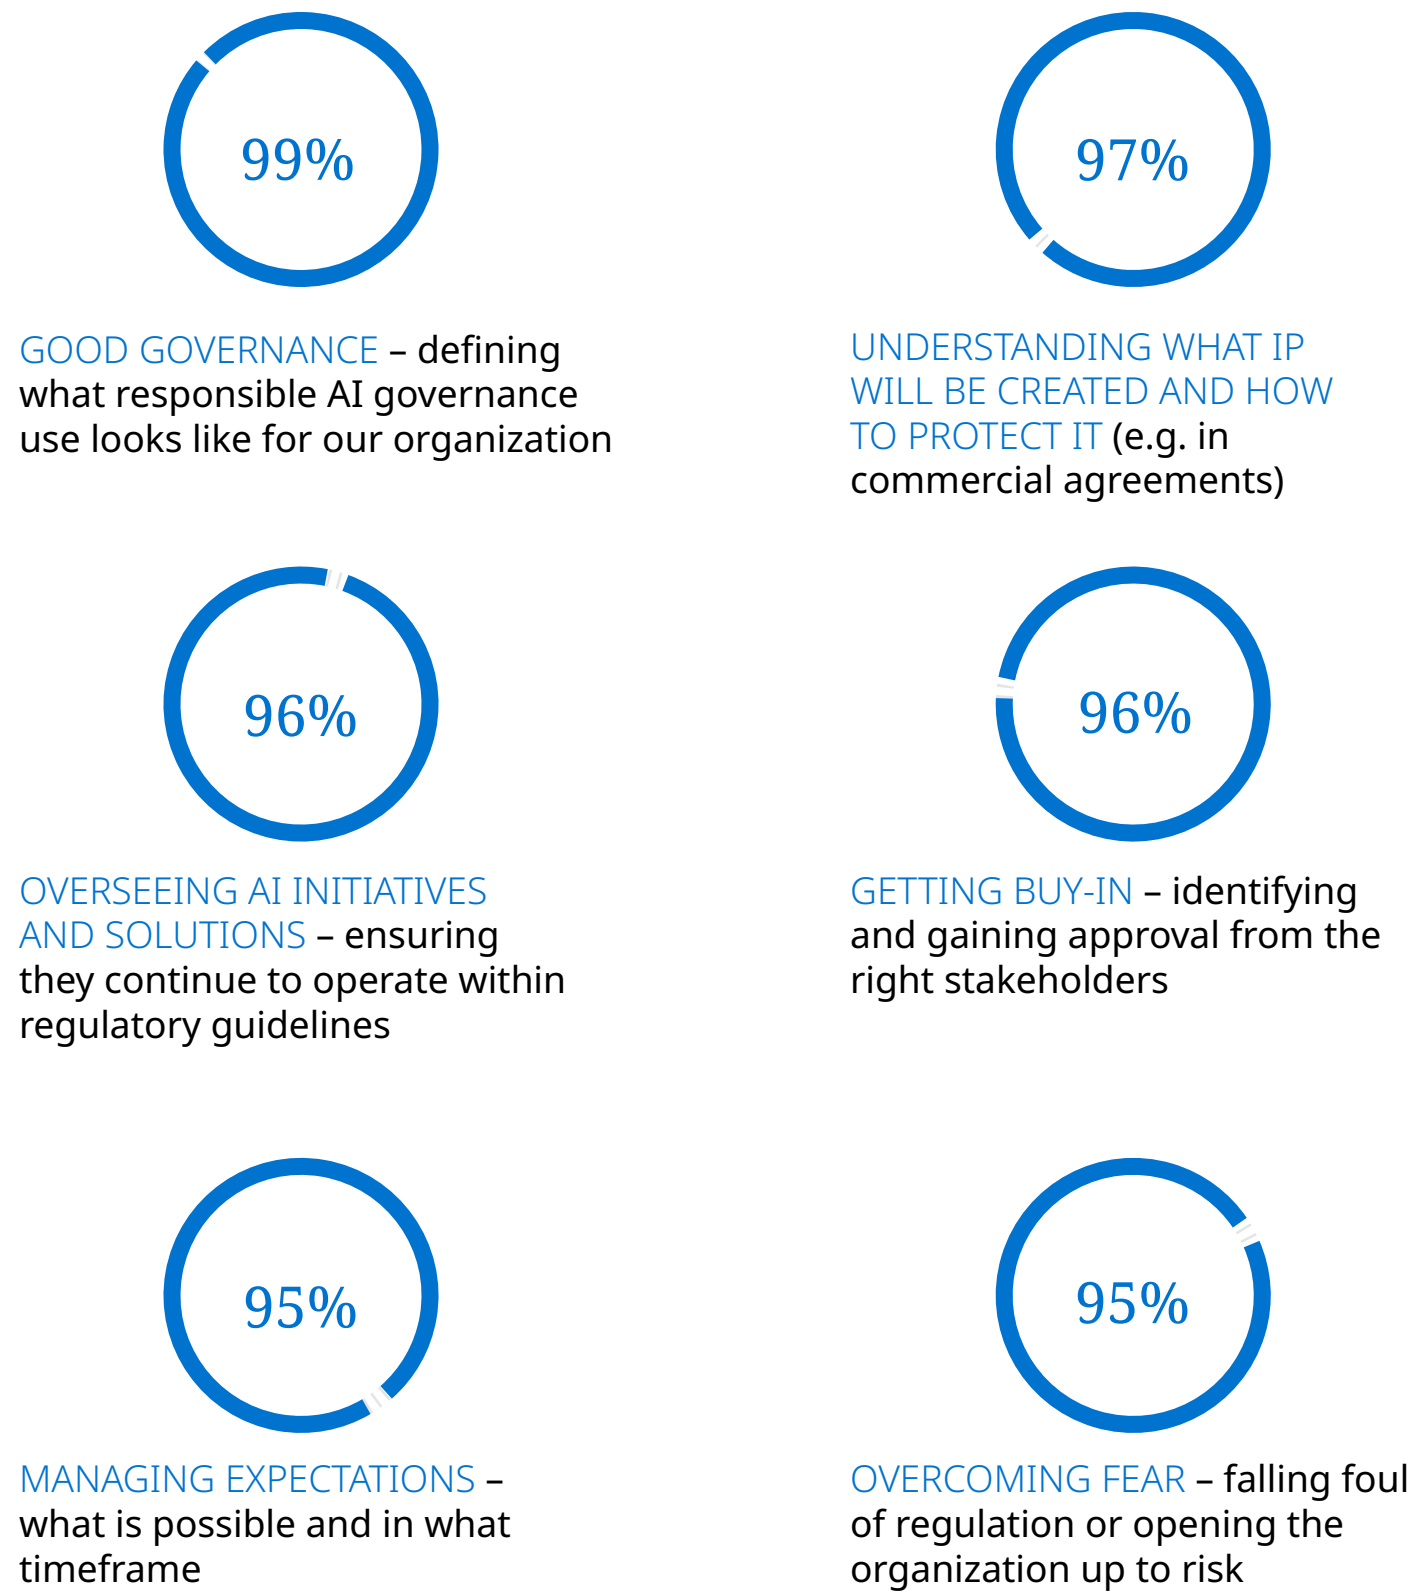 99%
GOOD GOVERNANCE – defining
what responsible AI governance
use looks like for our organization
97%
UNDERSTANDING WHAT IP
WILL BE CREATED AND HOW
TO PROTECT IT (e.g. in
commercial agreements)
96%
OVERSEEING AI INITIATIVES
AND SOLUTIONS – ensuring
they continue to operate within
regulatory guidelines
96%
GETTING BUY-IN – identifying
and gaining approval from the
right stakeholders
95%
MANAGING EXPECTATIONS –
what is possible and in what
timeframe
95%
OVERCOMING FEAR – falling foul
of regulation or opening the
organization up to risk